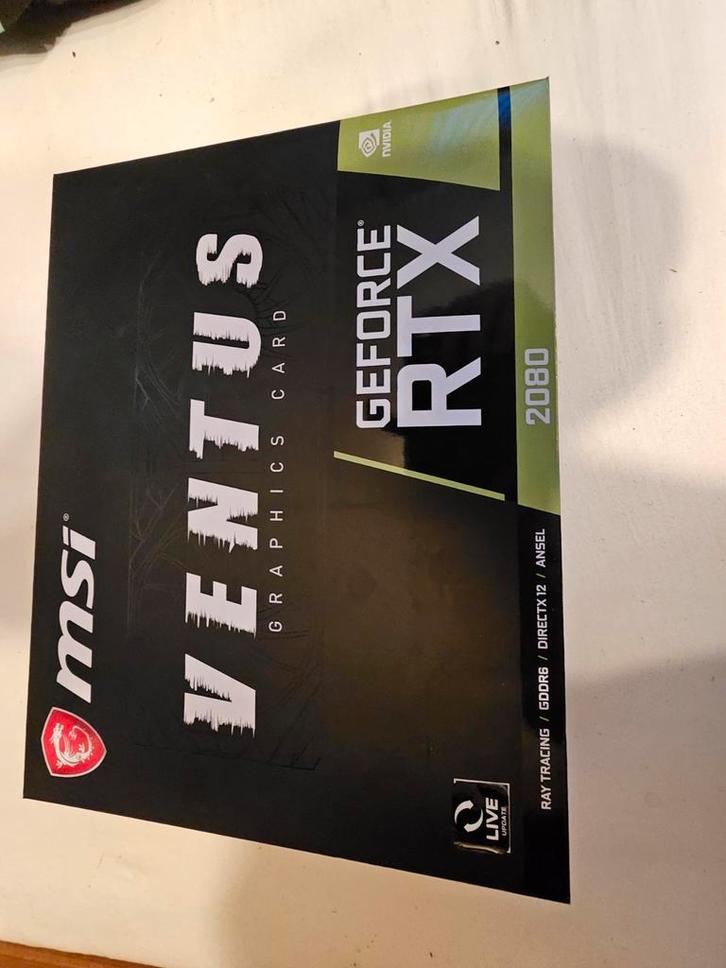 msi®
VENTUS
GRAPHICS CARD
NVIDIA
GEFORCE®
RTX
2080
LIVE
UPDATE
RAY TRACING / GDDR6 / DIRECTX 12 / ANSEL